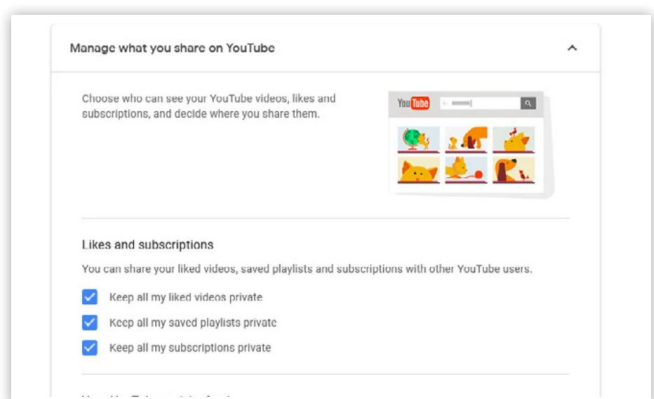 Manage what you share on YouTube
Choose who can see your YouTube videos, likes and
subscriptions, and decide where you share them.
YouTube
Likes and subscriptions
You can share your liked videos, saved playlists and subscriptions with other YouTube users.
Keep all my liked videos private
Keep all my saved playlists private
Keep all my subscriptions private